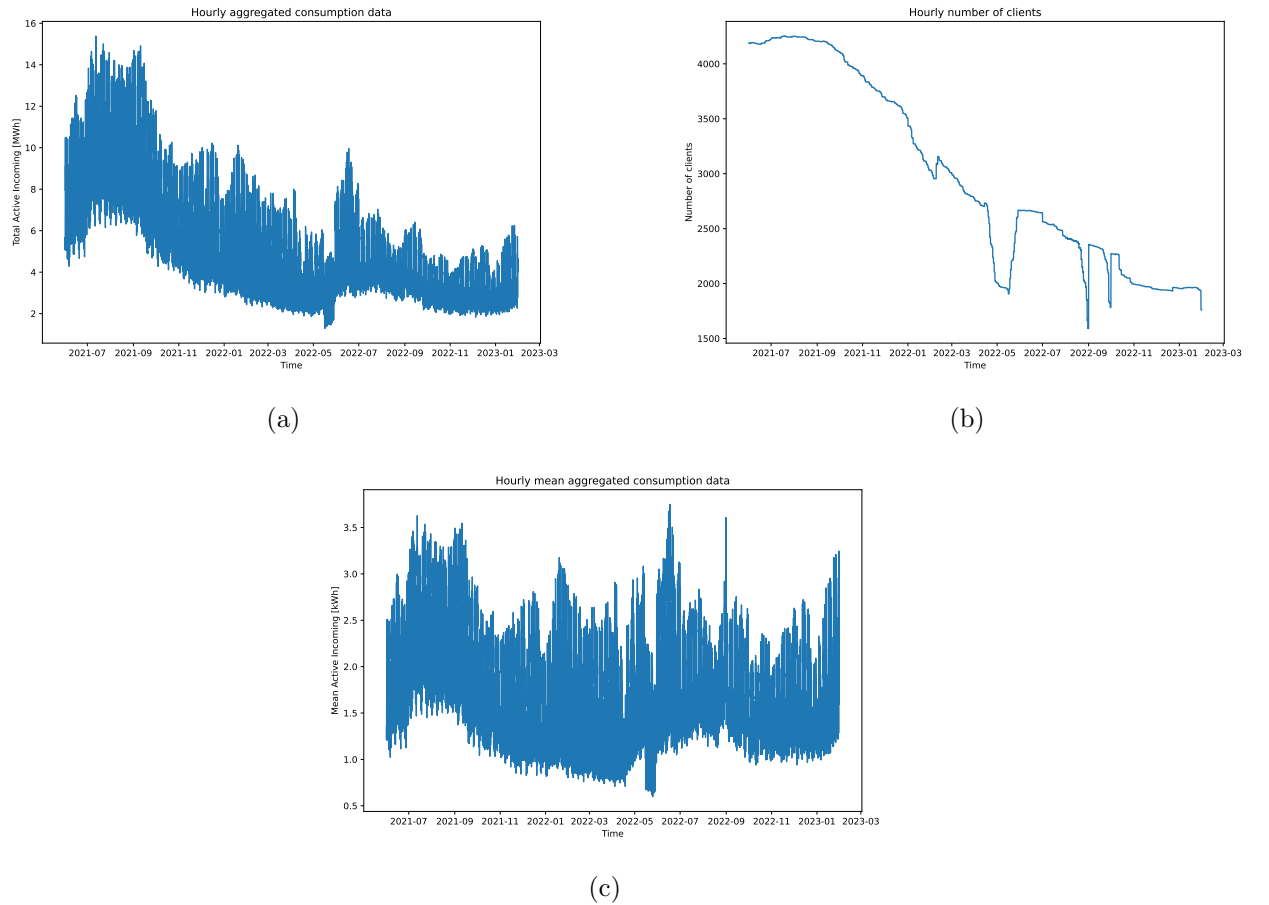 Hourly aggregated consumption data
Total Active Incoming [MWh]
16
14
12
10
8
6
4
2
2021-07 2021-09 2021-11 2022-01 2022-03 2022-05 2022-07 2022-09 2022-11 2023-01 2023-03
Time
(a)
Hourly number of clients
Number of clients
4000
3500
3000
2500
2000
1500
2021-07 2021-09 2021-11 2022-01 2022-03 2022-05 2022-07 2022-09 2022-11 2023-01 2023-03
Time
(b)
Hourly mean aggregated consumption data
Mean Active Incoming [kWh]
3.5
3.0
2.5
2.0
1.5
1.0
0.5
2021-07 2021-09 2021-11 2022-01 2022-03 2022-05 2022-07 2022-09 2022-11 2023-01 2023-03
Time
(c)